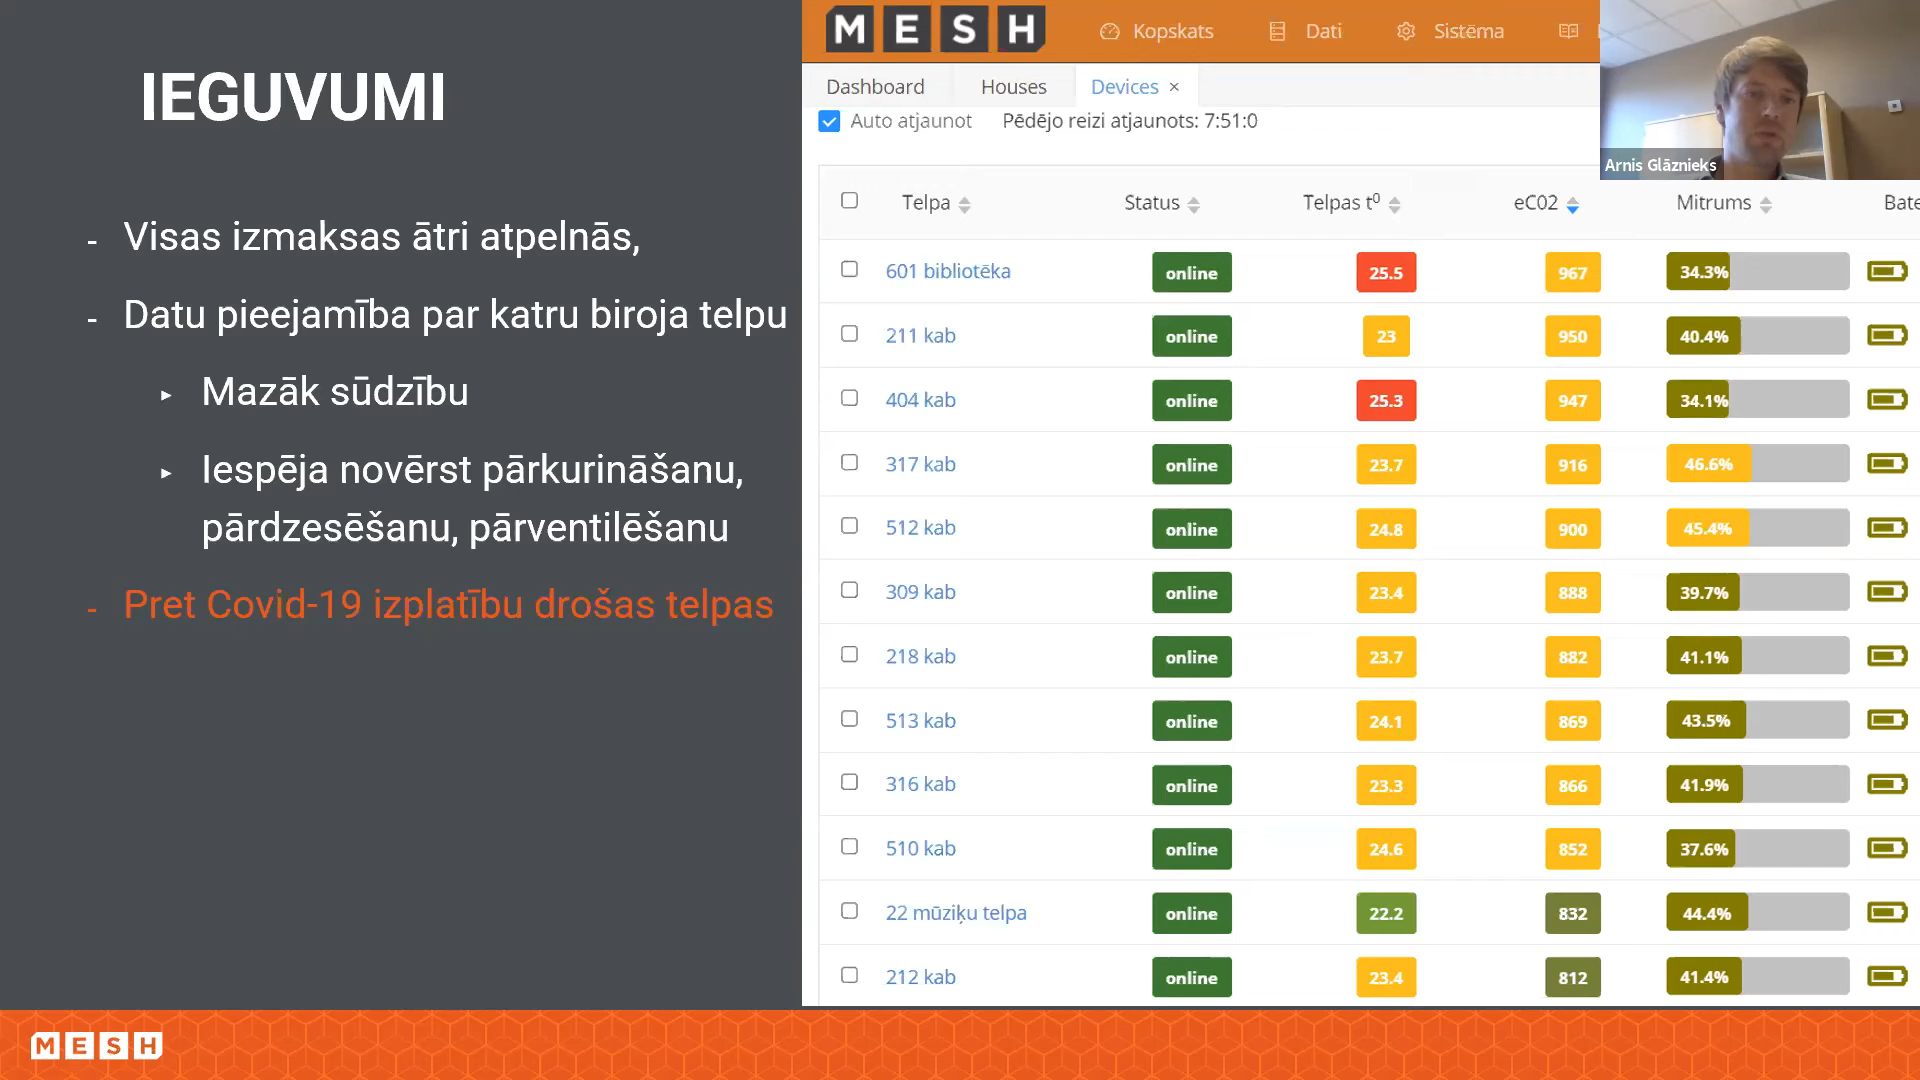 IEGUVUMI
- Visas izmaksas ātri atpelnās,
- Datu pieejamība par katru biroja telpu
▸ Mazāk sūdzību
▸ Iespēja novērst pārkurināšanu,
pārdzesēšanu, pārventilēšanu
- Pret Covid-19 izplatību drošas telpas
MESH
MESH Kopskats Dati Sistēma
Dashboard Houses Devices ×
Auto atjaunot Pēdējo reizi atjaunots: 7:51:0
Arnis Glāznieks
Telpa Status Telpas t⁰ eC02 Mitrums Bate
601 bibliotēka online 25.5 967 34.3%
211 kab online 23 950 40.4%
404 kab online 25.3 947 34.1%
317 kab online 23.7 916 46.6%
512 kab online 24.8 900 45.4%
309 kab online 23.4 888 39.7%
218 kab online 23.7 882 41.1%
513 kab online 24.1 869 43.5%
316 kab online 23.3 866 41.9%
510 kab online 24.6 852 37.6%
22 mūziķu telpa online 22.2 832 44.4%
212 kab online 23.4 812 41.4%